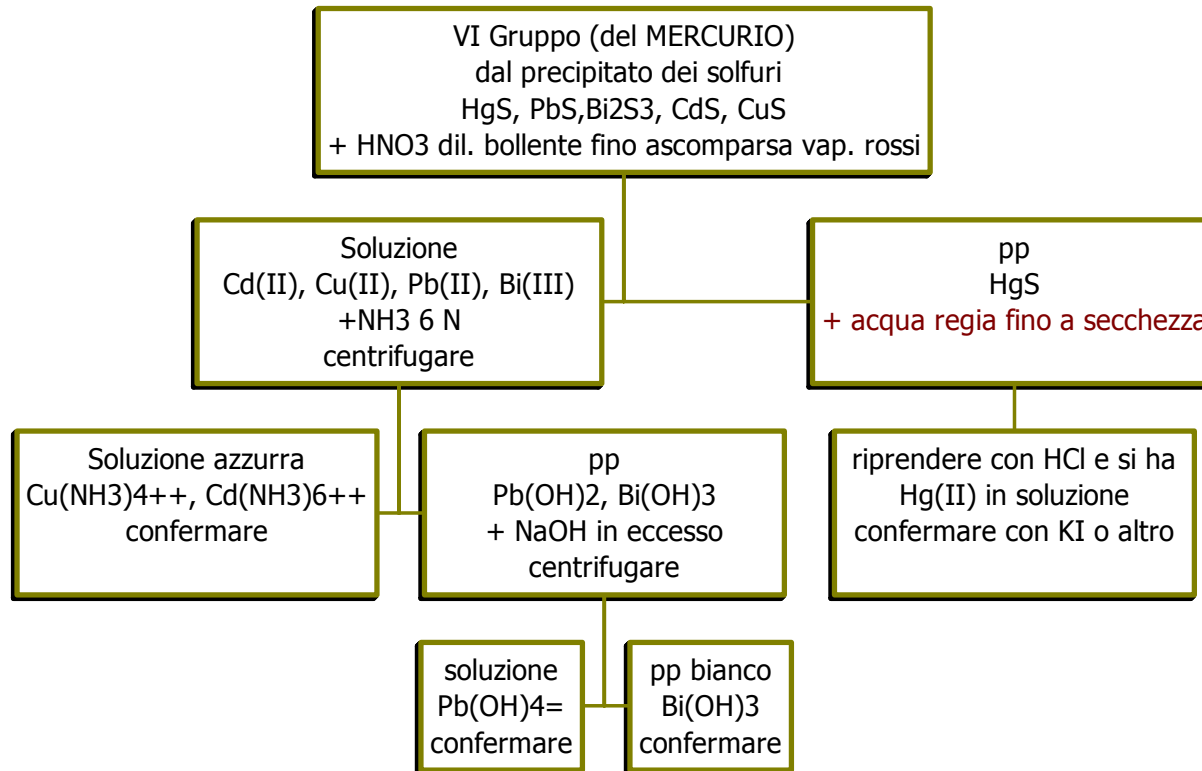 VI Gruppo (del MERCURIO)
dal precipitato dei solfuri
HgS, PbS,Bi2S3, CdS, CuS
+ HNO3 dil. bollente fino ascomparsa vap. rossi
Soluzione
Cd(II), Cu(II), Pb(II), Bi(III)
+NH3 6 N
centrifugare
pp
HgS
+ acqua regia fino a secchezza
Soluzione azzurra
Cu(NH3)4++, Cd(NH3)6++
confermare
pp
Pb(OH)2, Bi(OH)3
+ NaOH in eccesso
centrifugare
riprendere con HCl e si ha
Hg(II) in soluzione
confermare con KI o altro
soluzione
Pb(OH)4=
confermare
pp bianco
Bi(OH)3
confermare